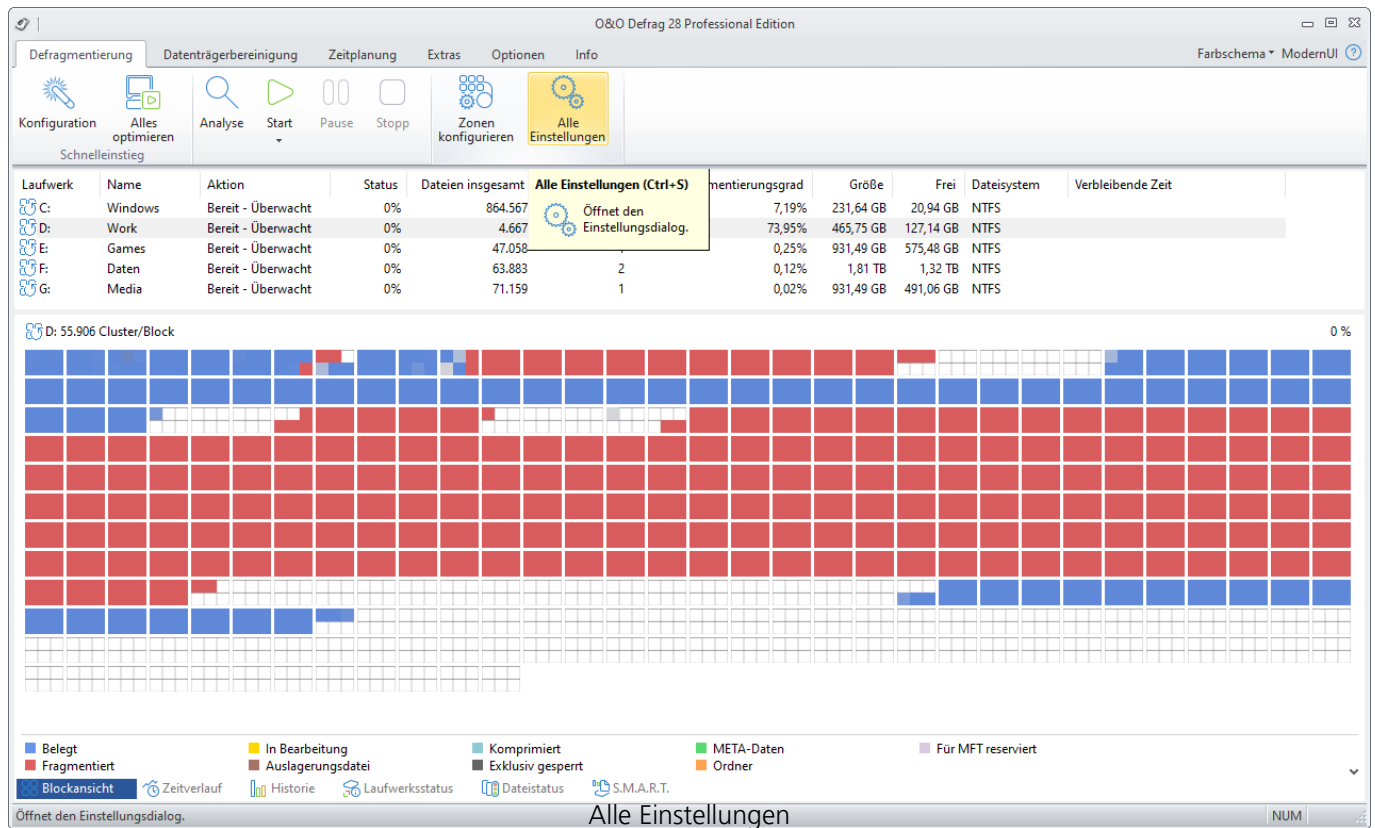 O&O Defrag 28 Professional Edition
Defragmentierung Datenträgerbereinigung Zeitplanung Extras Optionen Info Farbschema ModernUI ?
Konfiguration Alles optimieren Analyse Start Pause Stopp Zonen konfigurieren Alle Einstellungen
Schnelleinstieg
Laufwerk Name Aktion Status Dateien insgesamt mentierungsgrad Größe Frei Dateisystem Verbleibende Zeit
Alle Einstellungen (Ctrl+S)
Öffnet den
Einstellungsdialog.
C: Windows Bereit - Überwacht 0% 864.567 7,19% 231,64 GB 20,94 GB NTFS
D: Work Bereit - Überwacht 0% 4.667 73,95% 465,75 GB 127,14 GB NTFS
E: Games Bereit - Überwacht 0% 47.058 0,25% 931,49 GB 575,48 GB NTFS
F: Daten Bereit - Überwacht 0% 63.883 2 0,12% 1,81 TB 1,32 TB NTFS
G: Media Bereit - Überwacht 0% 71.159 1 0,02% 931,49 GB 491,06 GB NTFS
D: 55.906 Cluster/Block 0 %
Belegt In Bearbeitung Komprimiert META-Daten Für MFT reserviert
Fragmentiert Auslagerungsdatei Exklusiv gesperrt Ordner
Blockansicht Zeitverlauf Historie Laufwerksstatus Dateistatus S.M.A.R.T.
Öffnet den Einstellungsdialog. Alle Einstellungen NUM